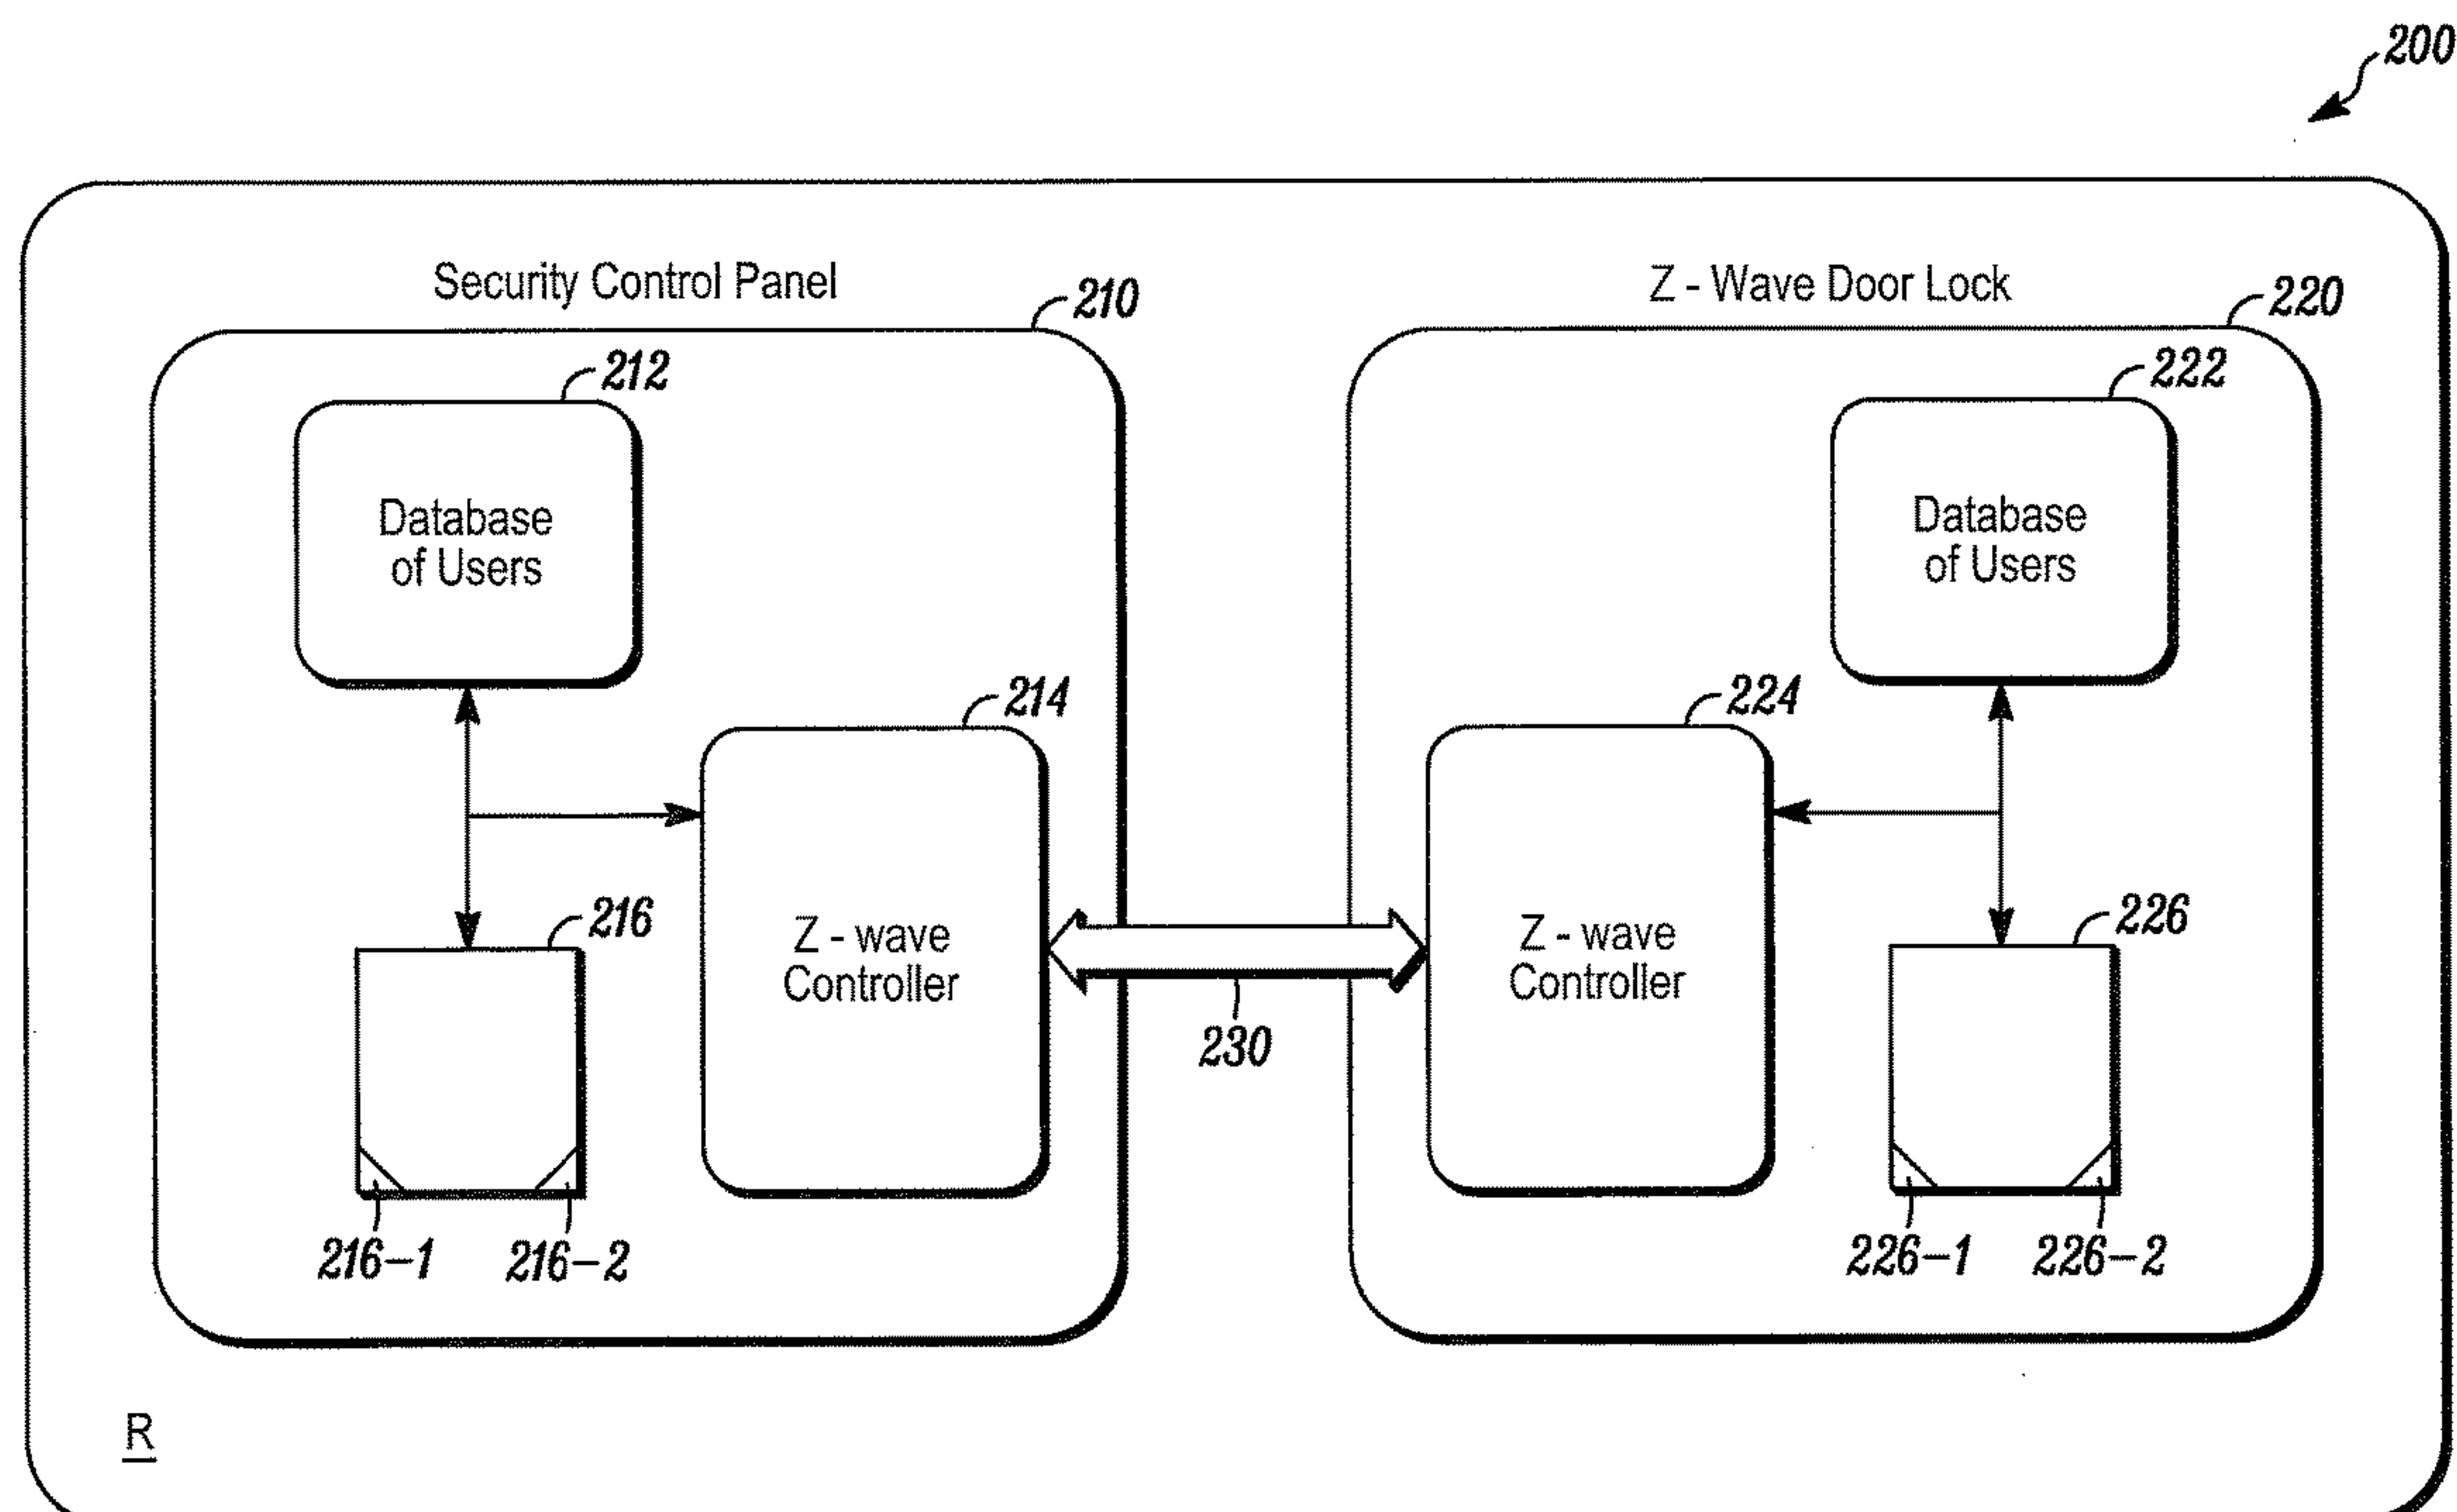 200
Security Control Panel
210
Z - Wave Door Lock
220
212
Database
of Users
222
Database
of Users
214
Z - wave
Controller
224
Z - wave
Controller
216
226
230
216-1
216-2
226-1
226-2
R